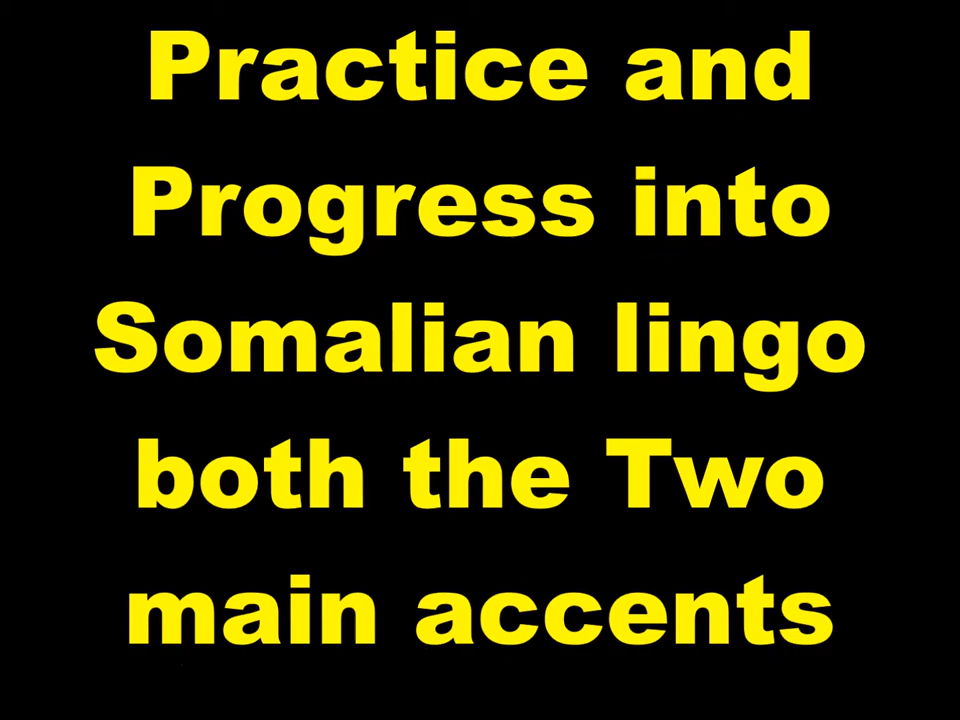 Practice and
Progress into
Somalian lingo
both the Two
main accents